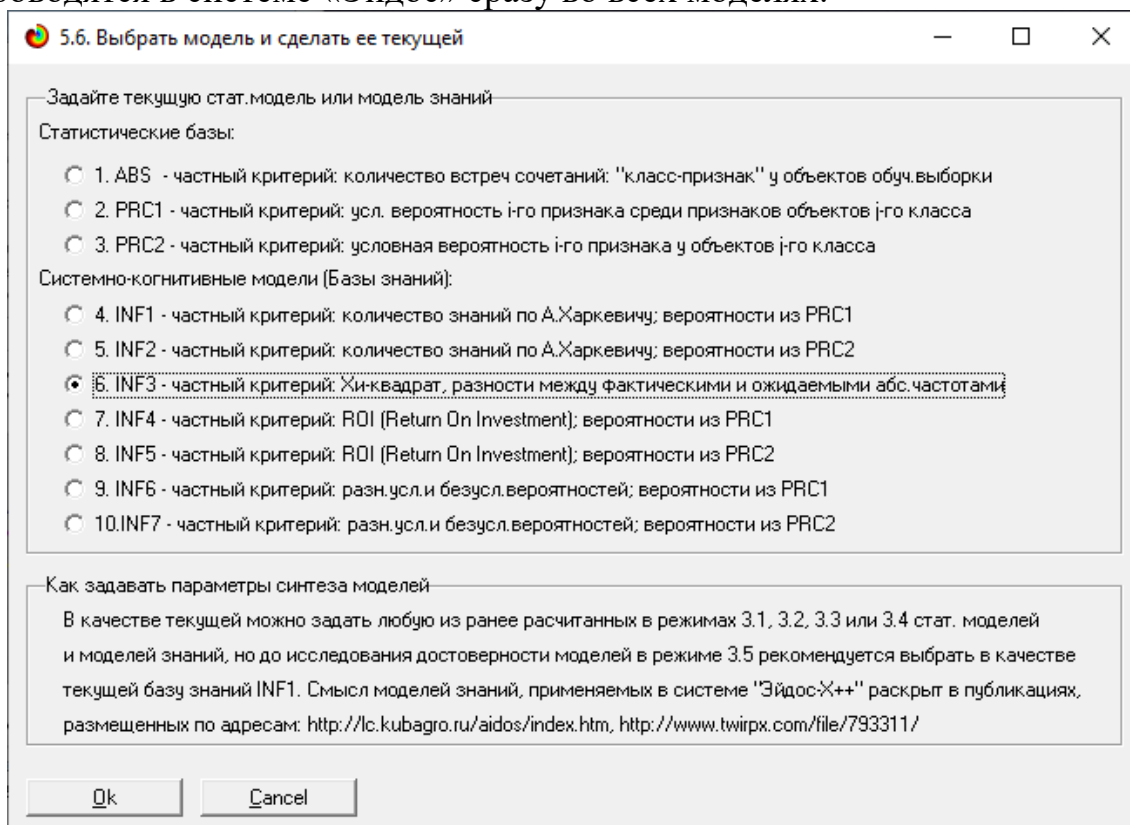 в системе «Эйдос» сразу во всех моделях.
5.6. Выбрать модель и сделать ее текущей
Задайте текущую стат.модель или модель знаний
Статистические базы:
1. ABS - частный критерий: количество встреч сочетаний: "класс-признак" у объектов обуч.выборки
2. PRC1 - частный критерий: усл. вероятность i-го признака среди признаков объектов j-го класса
3. PRC2 - частный критерий: условная вероятность i-го признака у объектов j-го класса
Системно-когнитивные модели (Базы знаний):
4. INF1 - частный критерий: количество знаний по А.Харкевичу; вероятности из PRC1
5. INF2 - частный критерий: количество знаний по А.Харкевичу; вероятности из PRC2
6. INF3 - частный критерий: Хи-квадрат, разности между фактическими и ожидаемыми абс.частотами
7. INF4 - частный критерий: ROI (Return On Investment); вероятности из PRC1
8. INF5 - частный критерий: ROI (Return On Investment); вероятности из PRC2
9. INF6 - частный критерий: разн.усл.и безусл.вероятностей; вероятности из PRC1
10.INF7 - частный критерий: разн.усл.и безусл.вероятностей; вероятности из PRC2
Как задавать параметры синтеза моделей
В качестве текущей можно задать любую из ранее расчитанных в режимах 3.1, 3.2, 3.3 или 3.4 стат. моделей
и моделей знаний, но до исследования достоверности моделей в режиме 3.5 рекомендуется выбрать в качестве
текущей базу знаний INF1. Смысл моделей знаний, применяемых в системе "Эйдос-X++" раскрыт в публикациях,
размещенных по адресам: http://lc.kubagro.ru/aidos/index.htm, http://www.twirpx.com/file/793311/
Ok Cancel